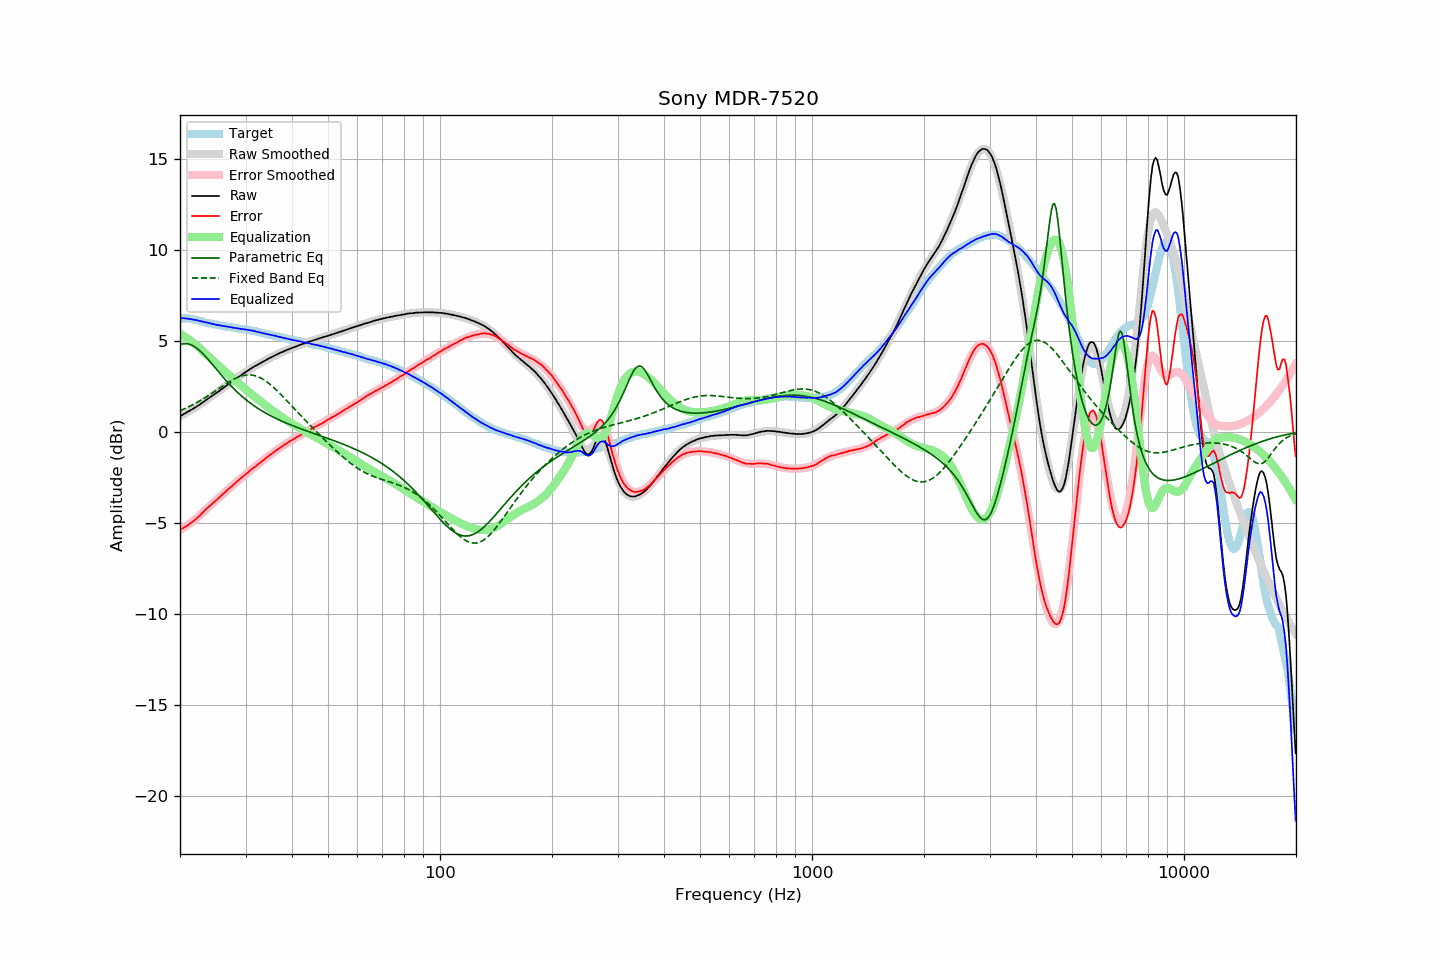 Sony MDR-7520
Target
Raw Smoothed
Error Smoothed
Raw
Error
Equalization
Parametric Eq
Fixed Band Eq
Equalized
15
10
5
0
−5
−10
−15
−20
Amplitude (dBr)
100
1000
10000
Frequency (Hz)